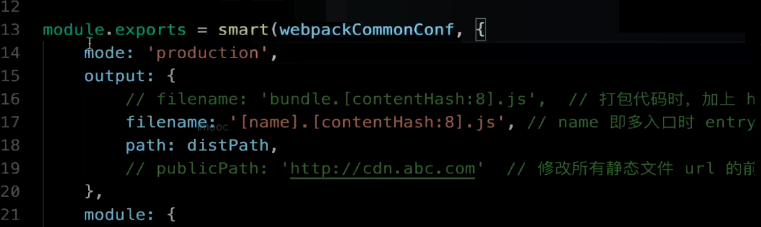 12
13 module.exports = smart(webpackCommonConf, {
14 mode: 'production',
15 output: {
16 // filename: 'bundle.[contentHash:8].js', // 打包代码时，加上 h
17 filename: '[name].[contentHash:8].js', // name 即多入口时 entry
18 path: distPath,
19 // publicPath: 'http://cdn.abc.com' // 修改所有静态文件 url 的前
20 },
21 module: {